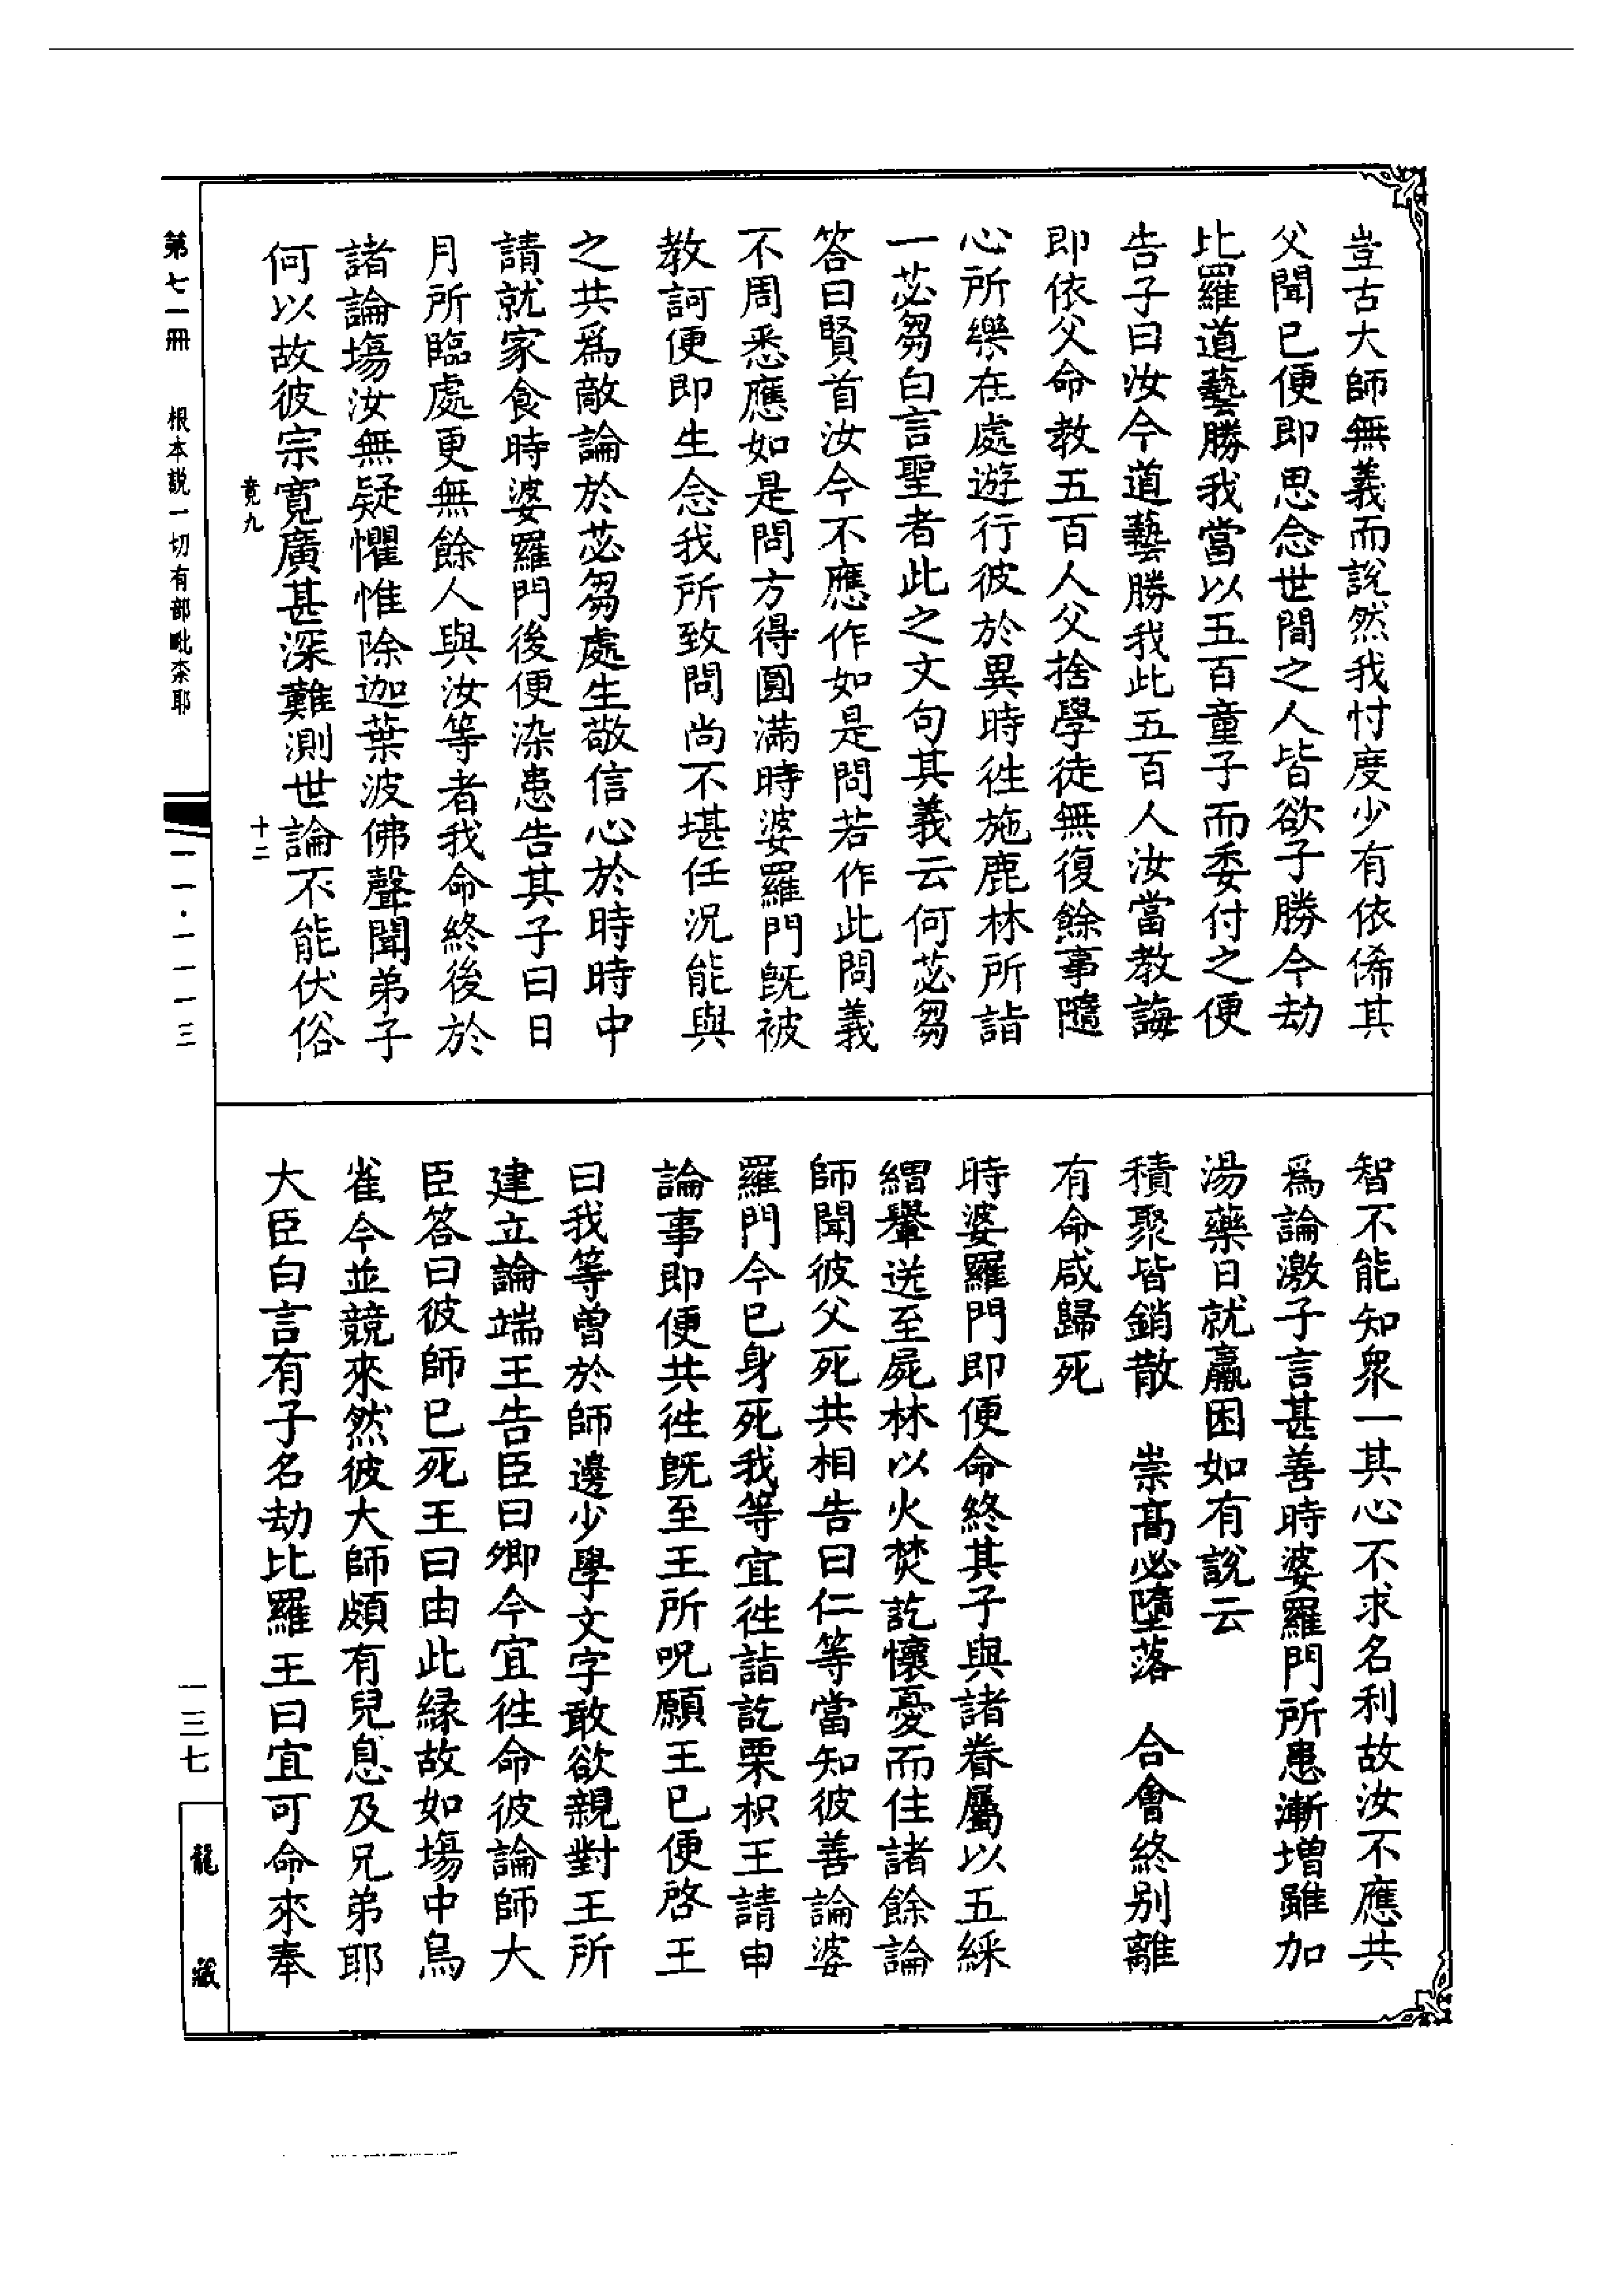 豈古大師無義而說然我忖度少有依俙其
父聞已便即思念世間之人皆欲子勝今劫
比羅道藝勝我當以五百童子而委付之便
告子曰汝今道藝勝我此五百人汝當教誨
即依父命教五百人父捨學徒無復餘事隨
心所樂在處遊行彼於異時徃施鹿林所詣
一苾芻白言聖者此之文句其義云何苾芻
答曰賢首汝今不應作如是問若作此問義
不周悉應如是問方得圓滿時婆羅門旣被
教訶便即生念我所致問尚不堪任況能與
之共爲敵論於苾芻處生敬信心於時時中
請就家食時婆羅門後便染患告其子曰日
月所臨處更無餘人與汝等者我命終後於
諸論塲汝無疑懼惟除迦葉波佛聲聞弟子
何以故彼宗寬廣甚深難測世論不能伏俗
竟九 十二
智不能知衆一其心不求名利故汝不應共
爲論激子言甚善時婆羅門所患漸增雖加
湯藥日就羸困如有說云
積聚皆銷散 崇高必墮落 合會終别離
有命咸歸死
時婆羅門即便命終其子與諸眷屬以五綵
繒轝送至屍林以火焚訖懷憂而住諸餘論
師聞彼父死共相告曰仁等當知彼善論婆
羅門今已身死我等宜徃詣訖栗枳王請申
論事即便共徃旣至王所呪願王已便啓王
曰我等曾於師邊少學文字敢欲親對王所
建立論端王告臣曰卿今宜徃命彼論師大
臣答曰彼師已死王曰由此緣故如塲中烏
雀今並競來然彼大師頗有兒息及兄弟耶
大臣白言有子名劫比羅王曰宜可命來奉
第七一冊 根本説一切有部毗奈耶
一一·一一一三
一三七
龍藏